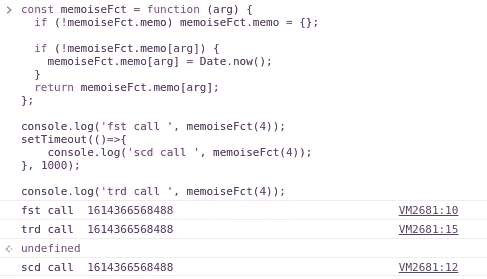 const memoiseFct = function (arg) {
  if (!memoiseFct.memo) memoiseFct.memo = {};

  if (!memoiseFct.memo[arg]) {
    memoiseFct.memo[arg] = Date.now();
  }
  return memoiseFct.memo[arg];
};

console.log('fst call ', memoiseFct(4));
setTimeout(()=>{
    console.log('scd call ', memoiseFct(4));
}, 1000);

console.log('trd call ', memoiseFct(4));
fst call  1614366568488 VM2681:10
trd call  1614366568488 VM2681:15
undefined
scd call  1614366568488 VM2681:12